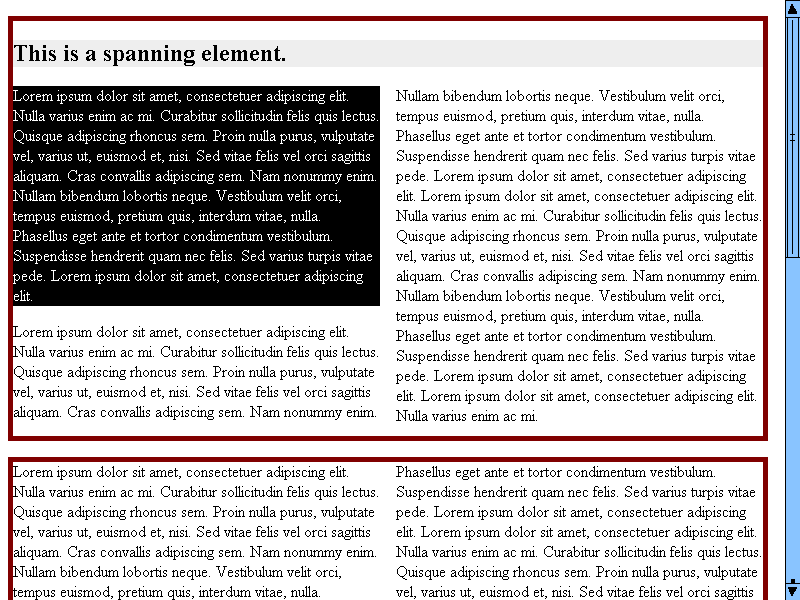 This is a spanning element.
Lorem ipsum dolor sit amet, consectetuer adipiscing elit.
Nulla varius enim ac mi. Curabitur sollicitudin felis quis lectus.
Quisque adipiscing rhoncus sem. Proin nulla purus, vulputate
vel, varius ut, euismod et, nisi. Sed vitae felis vel orci sagittis
aliquam. Cras convallis adipiscing sem. Nam nonummy enim.
Nullam bibendum lobortis neque. Vestibulum velit orci,
tempus euismod, pretium quis, interdum vitae, nulla.
Phasellus eget ante et tortor condimentum vestibulum.
Suspendisse hendrerit quam nec felis. Sed varius turpis vitae
pede. Lorem ipsum dolor sit amet, consectetuer adipiscing
elit.
Lorem ipsum dolor sit amet, consectetuer adipiscing elit.
Nulla varius enim ac mi. Curabitur sollicitudin felis quis lectus.
Quisque adipiscing rhoncus sem. Proin nulla purus, vulputate
vel, varius ut, euismod et, nisi. Sed vitae felis vel orci sagittis
aliquam. Cras convallis adipiscing sem. Nam nonummy enim.
Nullam bibendum lobortis neque. Vestibulum velit orci,
tempus euismod, pretium quis, interdum vitae, nulla.
Phasellus eget ante et tortor condimentum vestibulum.
Suspendisse hendrerit quam nec felis. Sed varius turpis vitae
pede. Lorem ipsum dolor sit amet, consectetuer adipiscing
elit. Lorem ipsum dolor sit amet, consectetuer adipiscing elit.
Nulla varius enim ac mi. Curabitur sollicitudin felis quis lectus.
Quisque adipiscing rhoncus sem. Proin nulla purus, vulputate
vel, varius ut, euismod et, nisi. Sed vitae felis vel orci sagittis
aliquam. Cras convallis adipiscing sem. Nam nonummy enim.
Nullam bibendum lobortis neque. Vestibulum velit orci,
tempus euismod, pretium quis, interdum vitae, nulla.
Phasellus eget ante et tortor condimentum vestibulum.
Suspendisse hendrerit quam nec felis. Sed varius turpis vitae
pede. Lorem ipsum dolor sit amet, consectetuer adipiscing
elit. Lorem ipsum dolor sit amet, consectetuer adipiscing elit.
Nulla varius enim ac mi.
Lorem ipsum dolor sit amet, consectetuer adipiscing elit.
Nulla varius enim ac mi. Curabitur sollicitudin felis quis lectus.
Quisque adipiscing rhoncus sem. Proin nulla purus, vulputate
vel, varius ut, euismod et, nisi. Sed vitae felis vel orci sagittis
aliquam. Cras convallis adipiscing sem. Nam nonummy enim.
Nullam bibendum lobortis neque. Vestibulum velit orci,
tempus euismod, pretium quis, interdum vitae, nulla.
Phasellus eget ante et tortor condimentum vestibulum.
Suspendisse hendrerit quam nec felis. Sed varius turpis vitae
pede. Lorem ipsum dolor sit amet, consectetuer adipiscing
elit. Lorem ipsum dolor sit amet, consectetuer adipiscing elit.
Nulla varius enim ac mi. Curabitur sollicitudin felis quis lectus.
Quisque adipiscing rhoncus sem. Proin nulla purus, vulputate
vel, varius ut, euismod et, nisi. Sed vitae felis vel orci sagittis